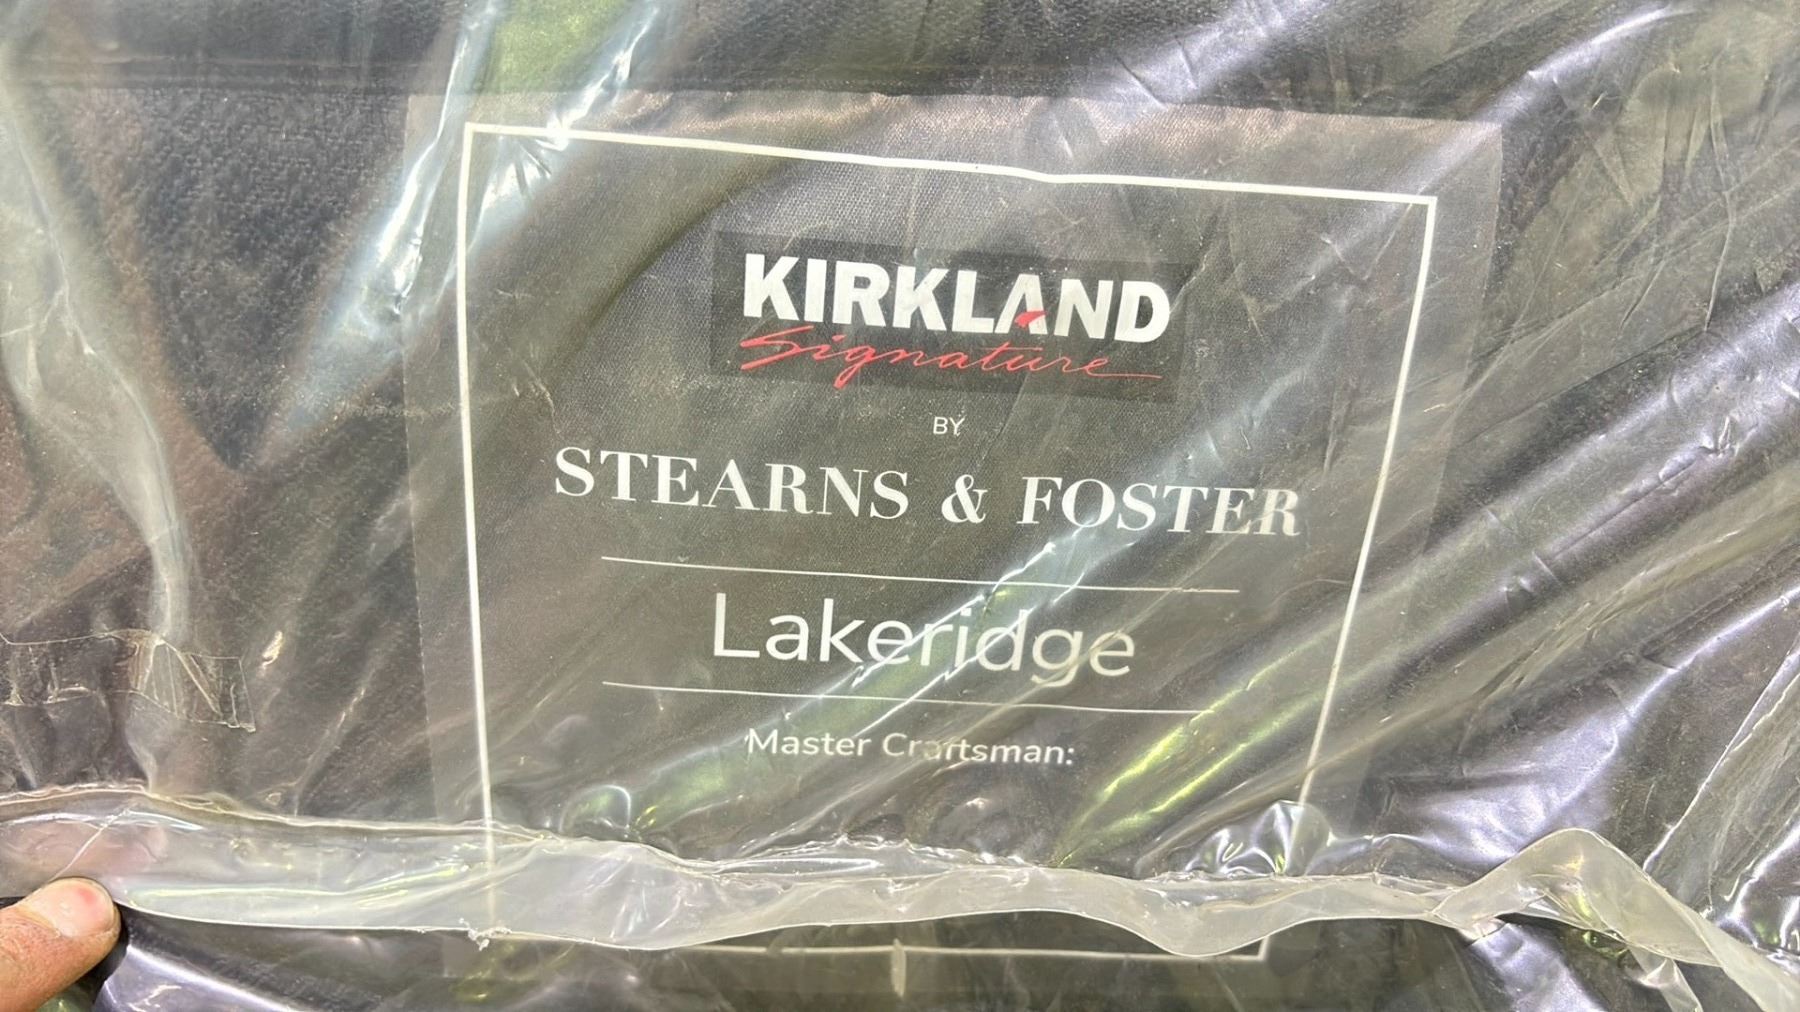 KIRKLAND
Signature
BY
STEARNS & FOSTER
Lakeridge
Master Craftsman: